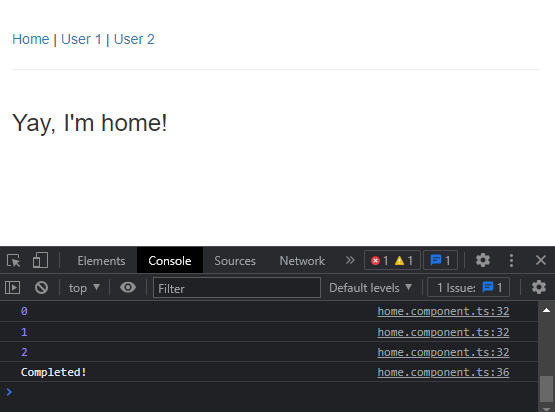 Home | User 1 | User 2
Yay, I'm home!
Elements Console Sources Network » 1 1 1
top ▼ Filter Default levels ▼ 1 Issue: 1
0 home.component.ts:32
1 home.component.ts:32
2 home.component.ts:32
Completed! home.component.ts:36
>